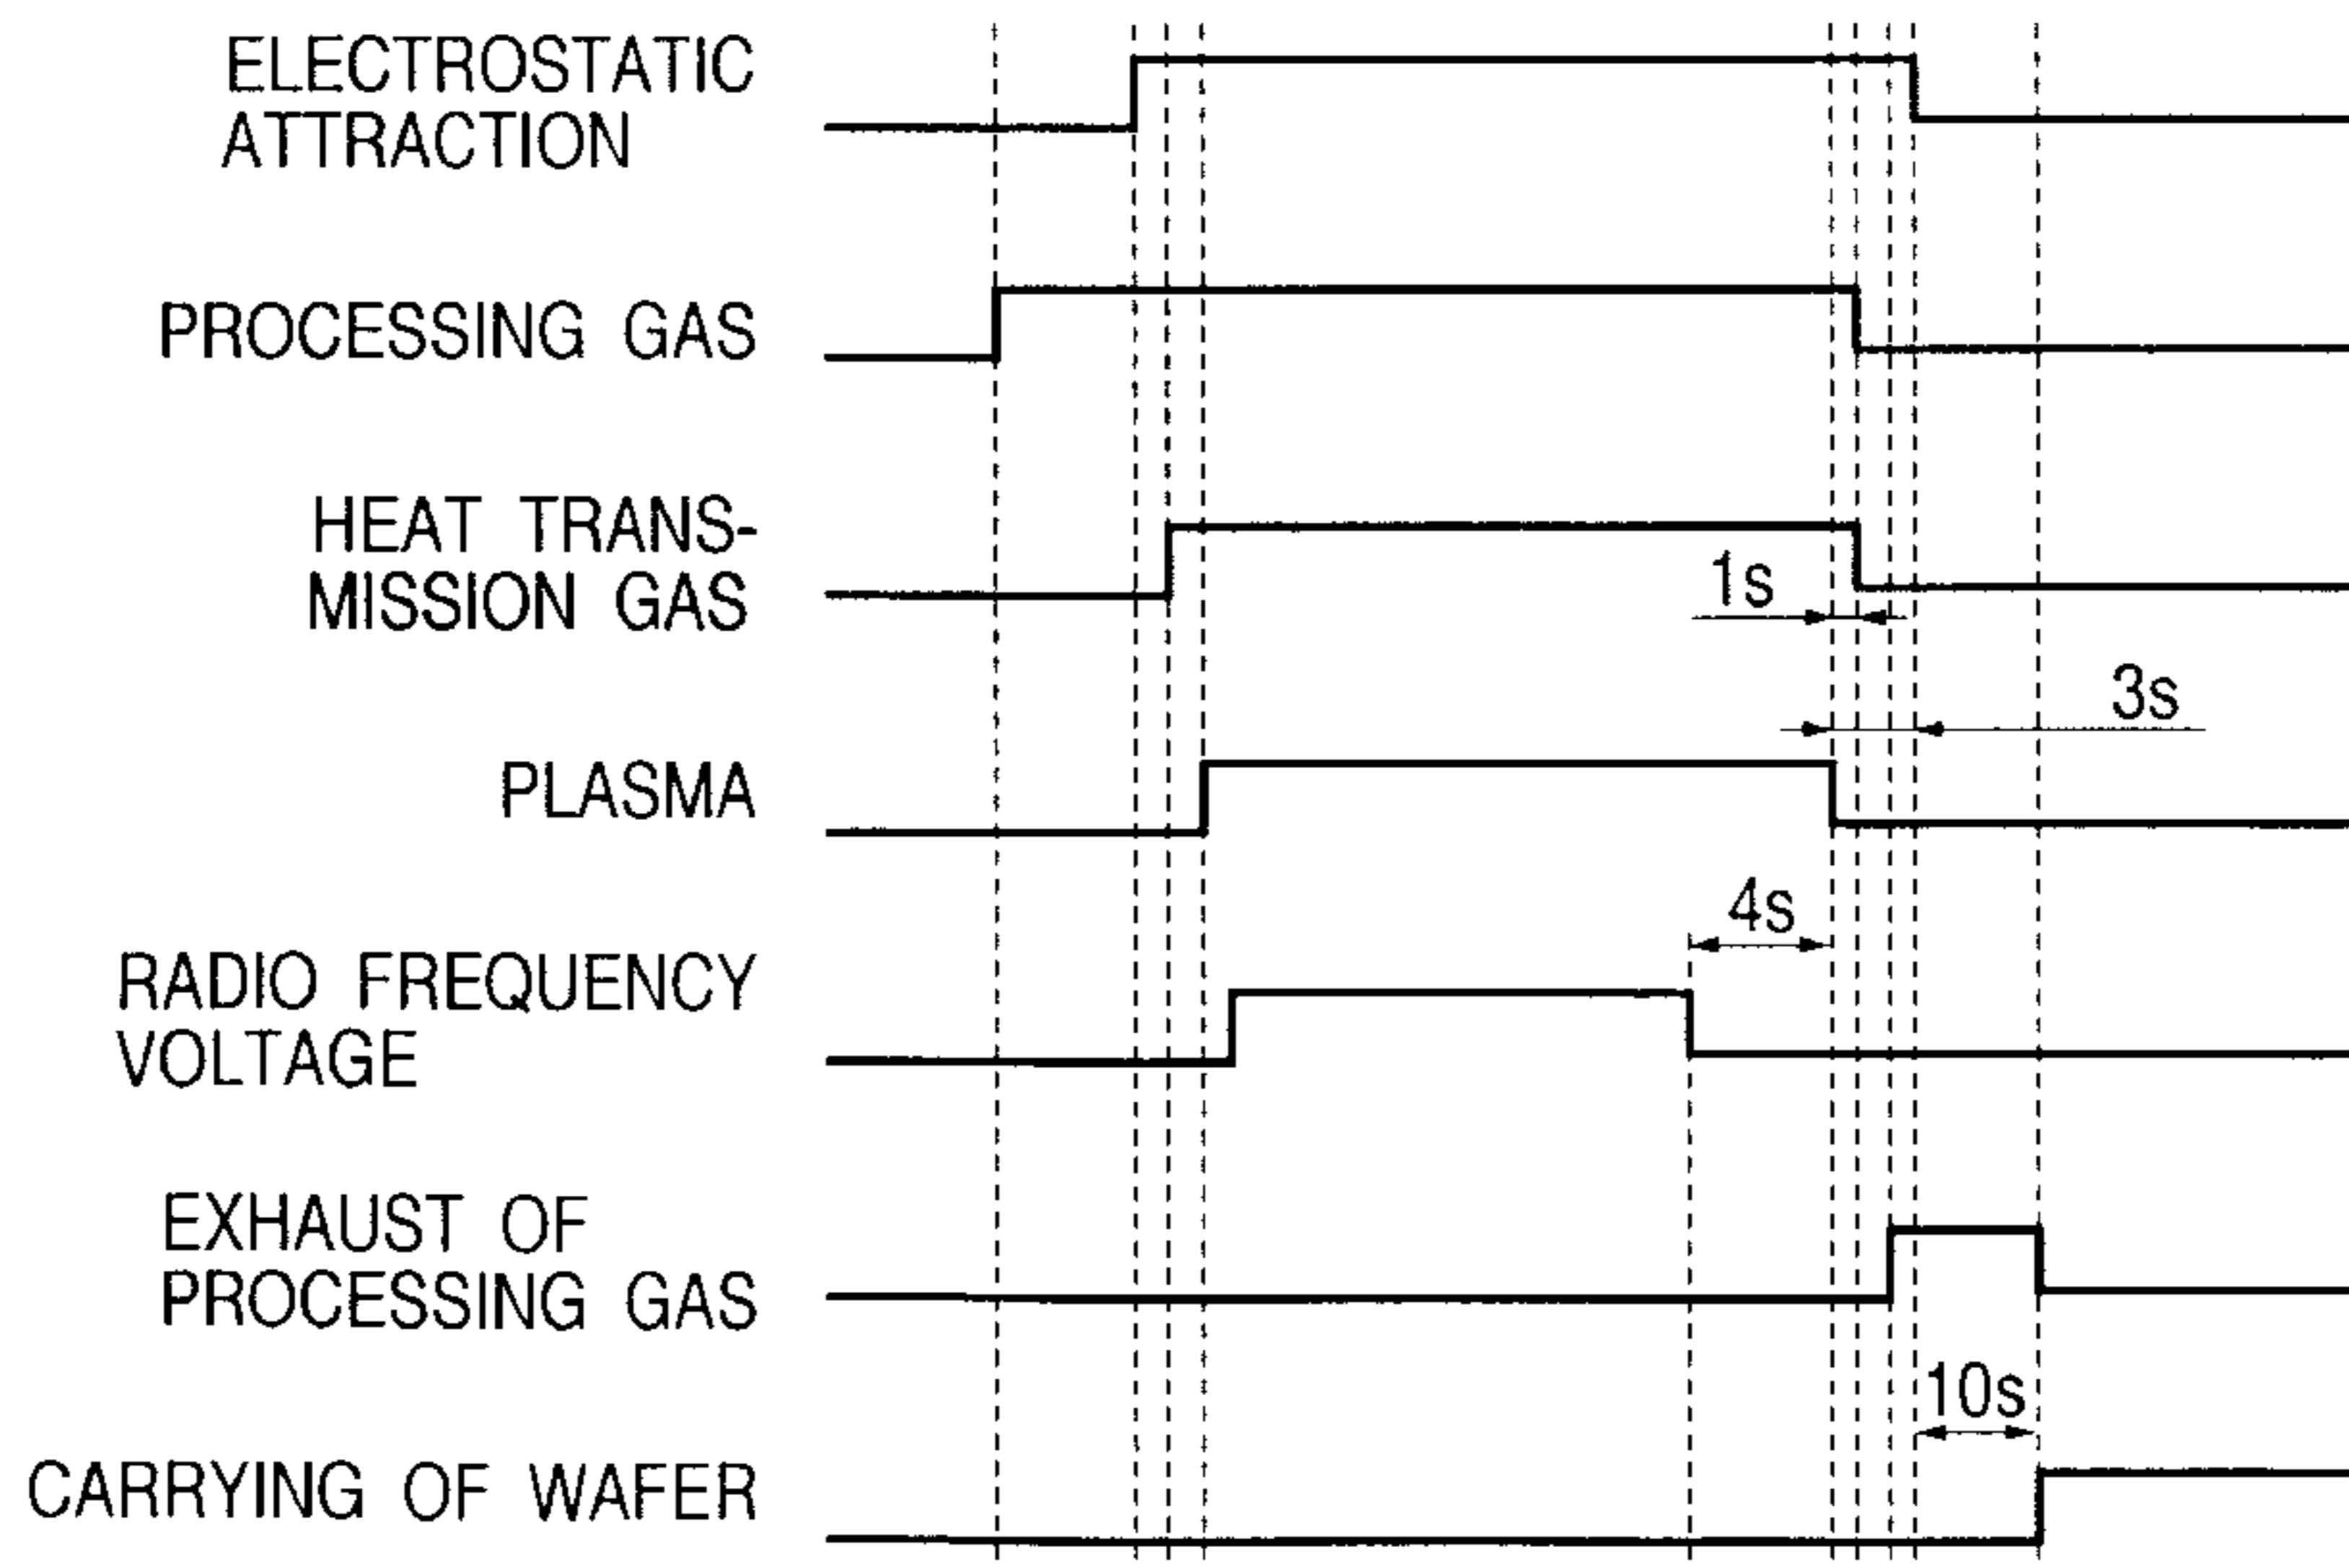 ELECTROSTATIC
ATTRACTION
PROCESSING GAS
HEAT TRANS-
MISSION GAS
1s
3s
PLASMA
4s
RADIO FREQUENCY
VOLTAGE
EXHAUST OF
PROCESSING GAS
10s
CARRYING OF WAFER